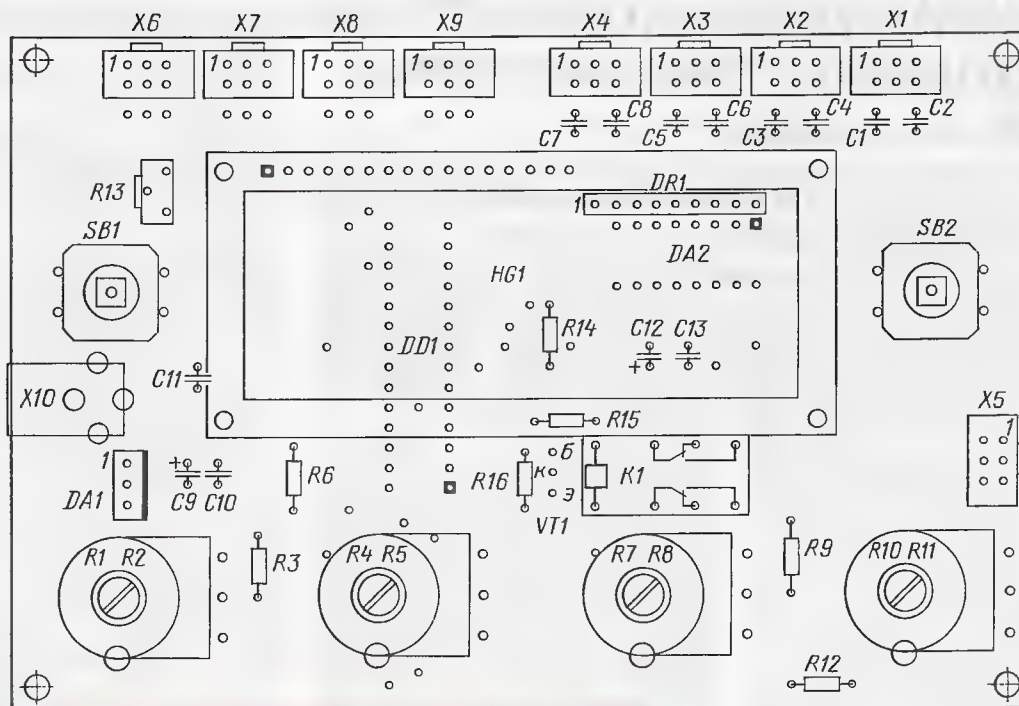 X6 X7 X8 X9 X4 X3 X2 X1
1 1 1 1 1 1 1 1
C8 C6 C4 C2
C7 C5 C3 C1
R13
DR1
1
SB1 SB2
DA2
HG1
R14 C12 C13
DD1
+
C11
X10
X5
R15
1
б
1 + R6 R16 к K1
DA1 C9 C10 э
VT1
R1 R2 R3 R4 R5 R7 R8 R9 R10 R11
R12